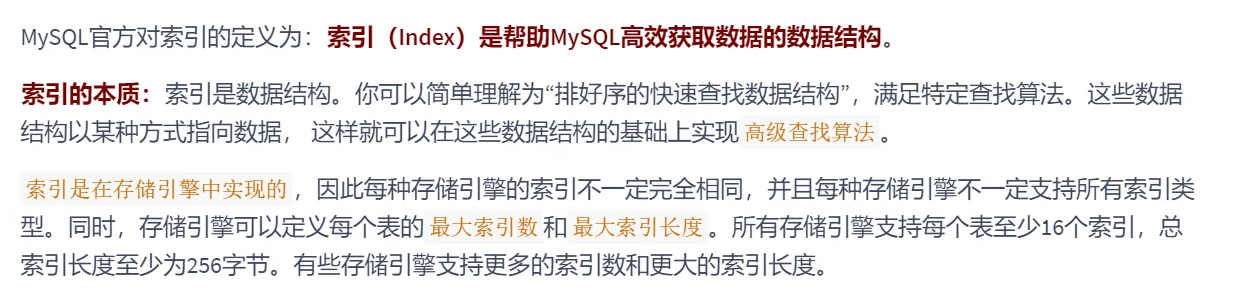 MySQL官方对索引的定义为：索引（Index）是帮助MySQL高效获取数据的数据结构。
索引的本质：索引是数据结构。你可以简单理解为“排好序的快速查找数据结构”，满足特定查找算法。这些数据
结构以某种方式指向数据， 这样就可以在这些数据结构的基础上实现 高级查找算法 。
索引是在存储引擎中实现的 ，因此每种存储引擎的索引不一定完全相同，并且每种存储引擎不一定支持所有索引类
型。同时，存储引擎可以定义每个表的 最大索引数 和 最大索引长度 。所有存储引擎支持每个表至少16个索引，总
索引长度至少为256字节。有些存储引擎支持更多的索引数和更大的索引长度。